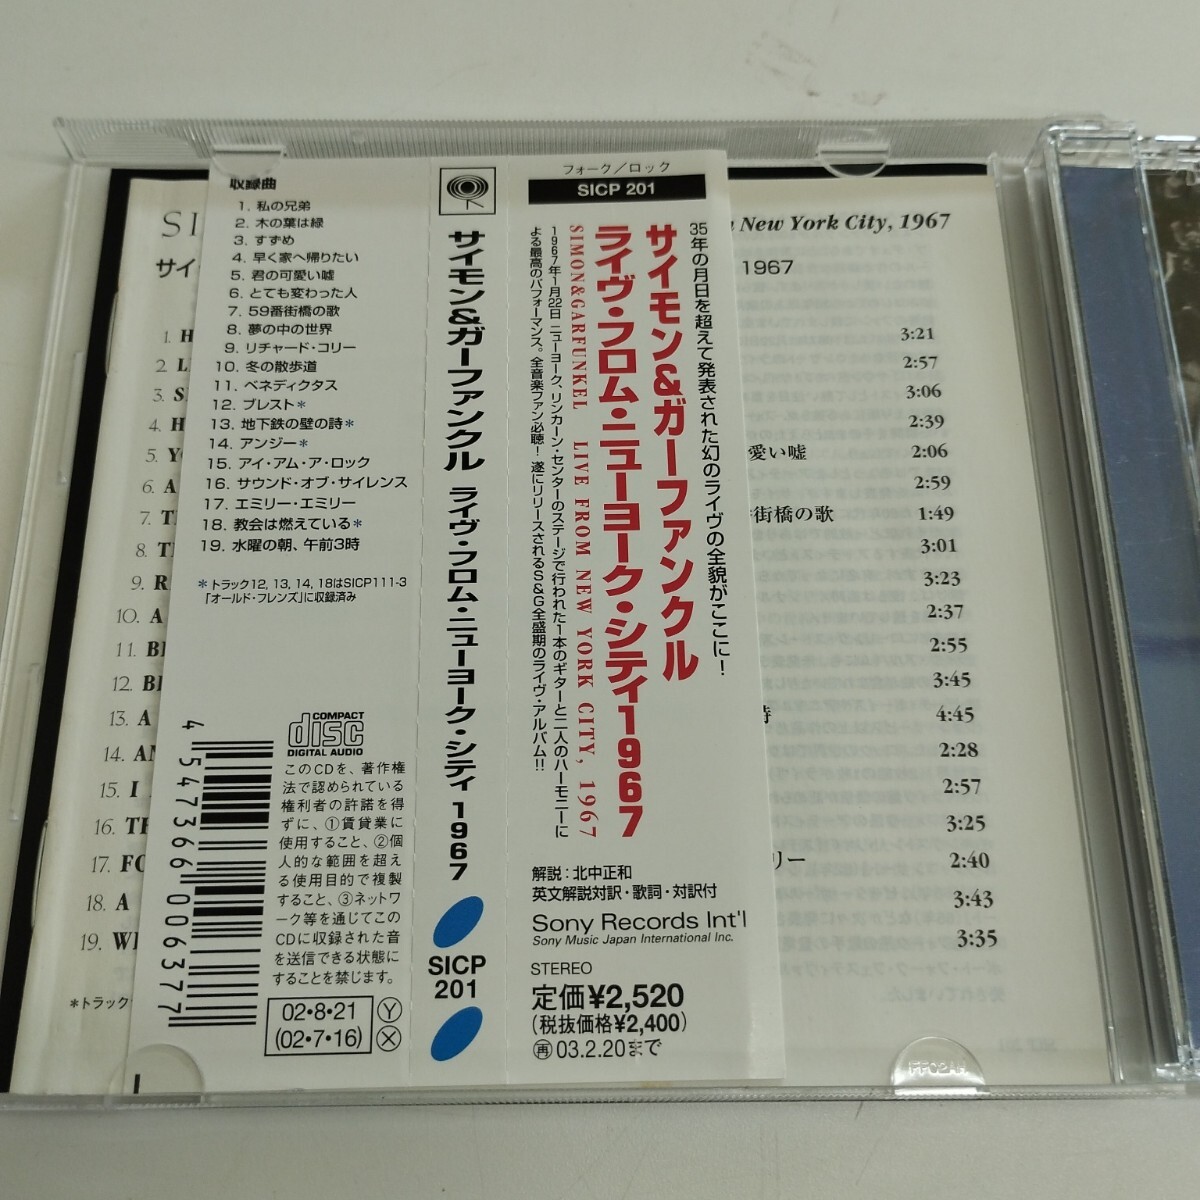 収録曲
1. 私の兄弟
2. 木の葉は緑
3. すずめ
4. 早く家へ帰りたい
5. 君の可愛い嘘
6. とても変わった人
7. 59番街橋の歌
8. 夢の中の世界
9. リチャード・コリー
10. 冬の散歩道
11. ベネディクタス
12. ブレスト*
13. 地下鉄の壁の詩*
14. アンジー*
15. アイ・アム・ア・ロック
16. サウンド・オブ・サイレンス
17. エミリー・エミリー
18. 教会は燃えている*
19. 水曜の朝、午前3時
*トラック12, 13, 14, 18はSICP111-3
「オールド・フレンズ」に収録済み
COMPACT
disc
DIGITAL AUDIO
4547366006377
このCDを、著作権
法で認められている
権利者の許諾を得
ずに、①賃貸業に
使用すること、②個
人的な範囲を超え
る使用目的で複製
すること、③ネットワ
ーク等を通じてこの
CDに収録された音
を送信できる状態に
することを禁じます。
02・8・21 Ⓨ
(02・7・16) Ⓧ
サイモン&ガーファンクル ライヴ・フロム・ニューヨーク・シティ 1967
SICP
201
フォーク/ロック
SICP 201
35年の月日を超えて発表された幻のライヴの全貌がここに!
サイモン&ガーファンクル
ライヴ・フロム・ニューヨーク・シティ1967
SIMON&GARFUNKEL LIVE FROM NEW YORK CITY, 1967
1967年1月22日 ニューヨーク、リンカーン・センターのステージで行われた1本のギターと二人のハーモニーに
よる最高のパフォーマンス。全音楽ファン必聴! 遂にリリースされるS&G全盛期のライヴ・アルバム!!
解説:北中正和
英文解説対訳・歌詞・対訳付
Sony Records Int'l
Sony Music Japan International Inc.
STEREO
定価¥2,520
(税抜価格¥2,400)
㊢03.2.20まで
New York City, 1967
1967
サイ
1. H
2. L
3. S
4. H
5. Y
6. A
7. T
8. T
9. R
10. A
11. B
12. B
13. A
14. A
15. I
16. T
17. FO
18. A
19. W
*トラック
3:21
2:57
3:06
2:39
愛い嘘 2:06
2:59
街橋の歌 1:49
3:01
3:23
2:37
2:55
3:45
詩 4:45
2:28
2:57
3:25
リー 2:40
3:43
3:35